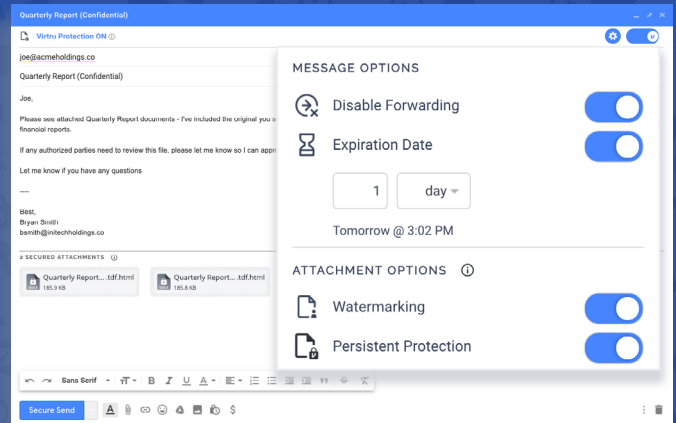 Quarterly Report (Confidential)
Virtru Protection ON
joe@acmeholdings.co
Quarterly Report (Confidential)
Joe,
Please see attached Quarterly Report documents - I've included the original you s
financial reports.
If any authorized parties need to review this file, please let me know so I can appr
Let me know if you have any questions
----
Best,
Bryan Smith
bsmith@initechholdings.co
2 SECURED ATTACHMENTS
Quarterly Report....tdf.html
185.9 KB
Quarterly Report....tdf.html
185.8 KB
MESSAGE OPTIONS
Disable Forwarding
Expiration Date
1 day
Tomorrow @ 3:02 PM
ATTACHMENT OPTIONS
Watermarking
Persistent Protection
Sans Serif
Secure Send